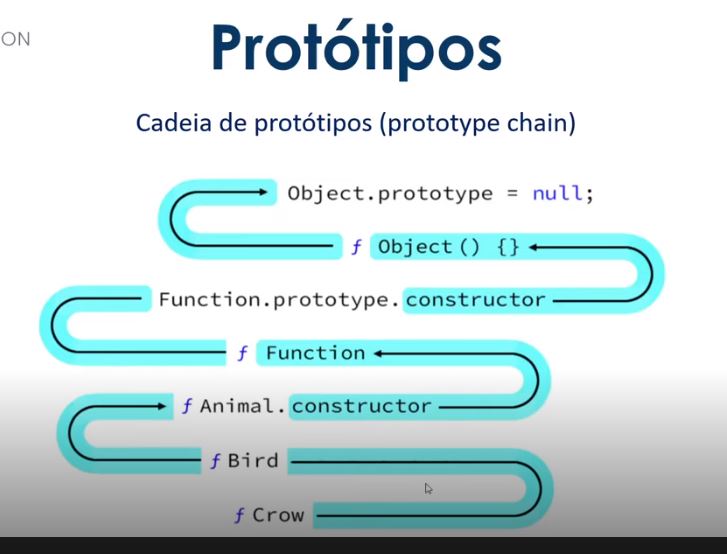 ON
Protótipos
Cadeia de protótipos (prototype chain)
Object.prototype = null;
f Object() {}
Function.prototype.constructor
f Function
f Animal.constructor
f Bird
f Crow